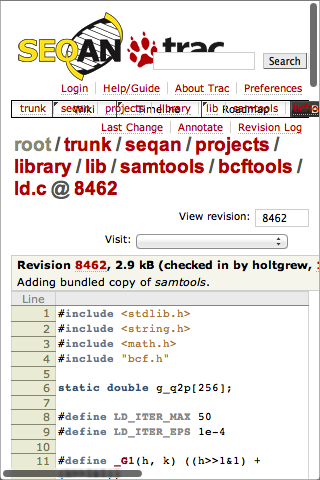 SEQAN trac
Search
Login Help/Guide About Trac Preferences
trunk seqan projects library lib samtools
Wiki Timeline Roadmap
Last Change Annotate Revision Log
root / trunk / seqan / projects /
library / lib / samtools / bcftools /
ld.c @ 8462
View revision: 8462
Visit:
Revision 8462, 2.9 kB (checked in by holtgrew,
Adding bundled copy of samtools.
Line
1 #include <stdlib.h>
2 #include <string.h>
3 #include <math.h>
4 #include "bcf.h"
5
6 static double g_q2p[256];
7
8 #define LD_ITER_MAX 50
9 #define LD_ITER_EPS 1e-4
10
11 #define _G1(h, k) ((h>>1&1) +